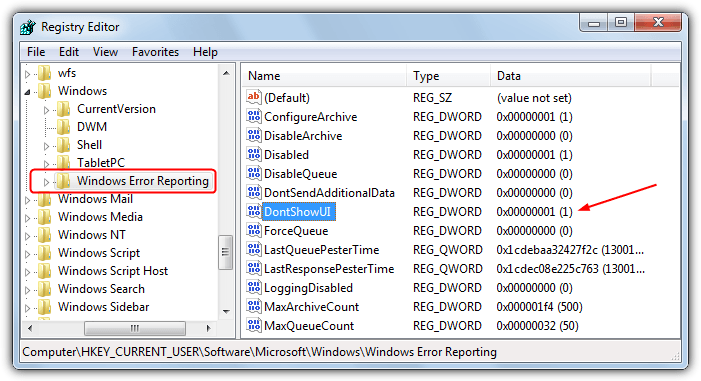 Registry Editor
File Edit View Favorites Help
wfs
Windows
CurrentVersion
DWM
Shell
TabletPC
Windows Error Reporting
Windows Mail
Windows Media
Windows NT
Windows Script
Windows Script Host
Windows Search
Windows Sidebar
Name Type Data
ab (Default) REG_SZ (value not set)
ConfigureArchive REG_DWORD 0x00000001 (1)
DisableArchive REG_DWORD 0x00000000 (0)
Disabled REG_DWORD 0x00000001 (1)
DisableQueue REG_DWORD 0x00000000 (0)
DontSendAdditionalData REG_DWORD 0x00000000 (0)
DontShowUI REG_DWORD 0x00000001 (1)
ForceQueue REG_DWORD 0x00000000 (0)
LastQueuePesterTime REG_QWORD 0x1cdebaa32427f2c (13001...
LastResponsePesterTime REG_QWORD 0x1cdec08e225c763 (13001...
LoggingDisabled REG_DWORD 0x00000000 (0)
MaxArchiveCount REG_DWORD 0x000001f4 (500)
MaxQueueCount REG_DWORD 0x00000032 (50)
Computer\HKEY_CURRENT_USER\Software\Microsoft\Windows\Windows Error Reporting